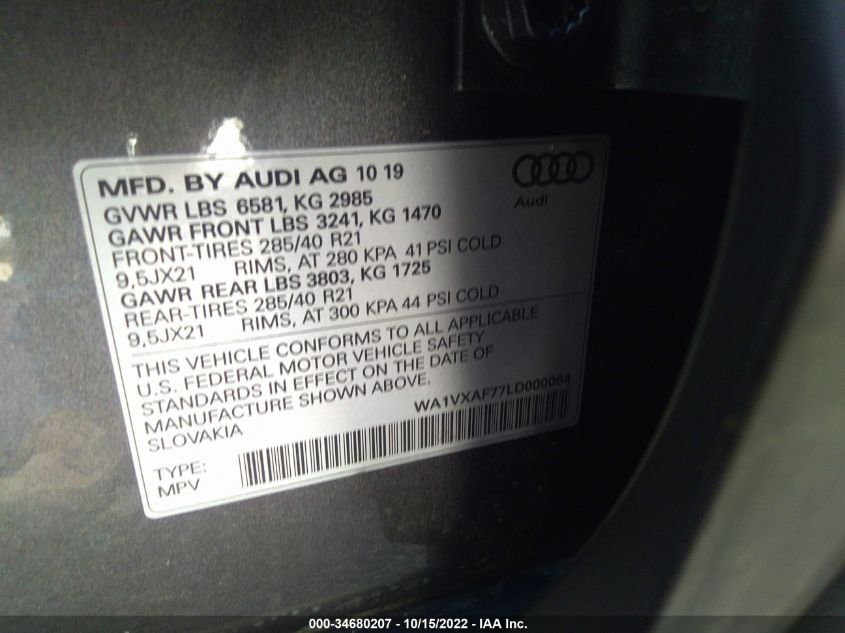 MFD. BY AUDI AG 10 19
Audi
GVWR LBS 6581, KG 2985
GAWR FRONT LBS 3241, KG 1470
FRONT-TIRES 285/40 R21
9,5JX21 RIMS, AT 280 KPA 41 PSI COLD
GAWR REAR LBS 3803, KG 1725
REAR-TIRES 285/40 R21
9,5JX21 RIMS, AT 300 KPA 44 PSI COLD
THIS VEHICLE CONFORMS TO ALL APPLICABLE
U.S. FEDERAL MOTOR VEHICLE SAFETY
STANDARDS IN EFFECT ON THE DATE OF
MANUFACTURE SHOWN ABOVE.
SLOVAKIA
WA1VXAF77LD000094
TYPE:
MPV
000-34680207 - 10/15/2022 - IAA Inc.